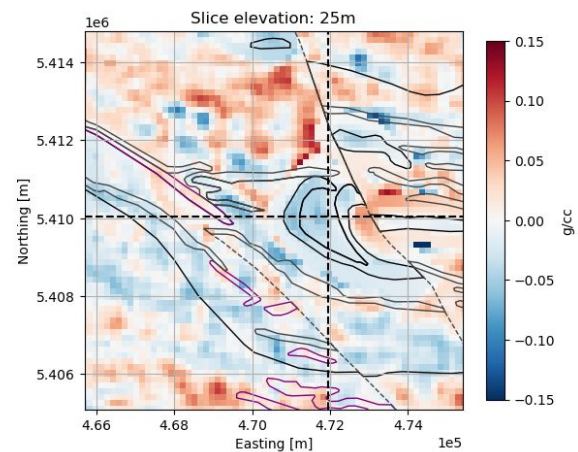 Slice elevation: 25m
1e6
5.414
5.412
5.410
5.408
5.406
Northing [m]
4.66
4.68
4.70
4.72
4.74
Easting [m]
1e5
0.15
0.10
0.05
0.00
−0.05
−0.10
−0.15
g/cc